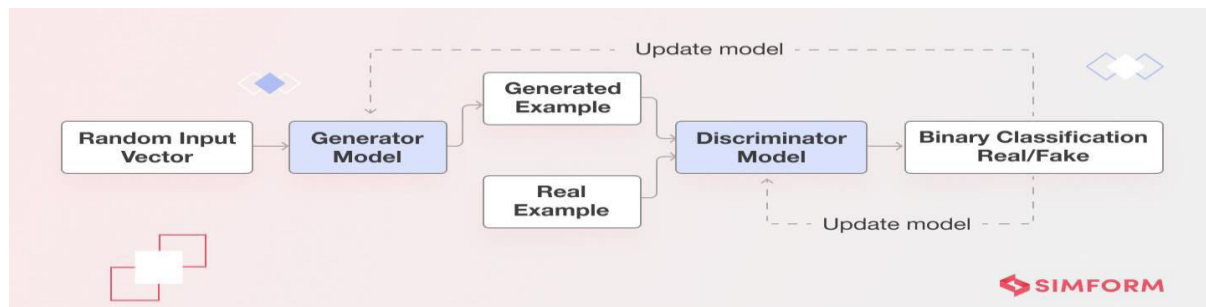 Update model
Random Input
Vector
Generator
Model
Generated
Example
Real
Example
Discriminator
Model
Binary Classification
Real/Fake
Update model
SIMFORM